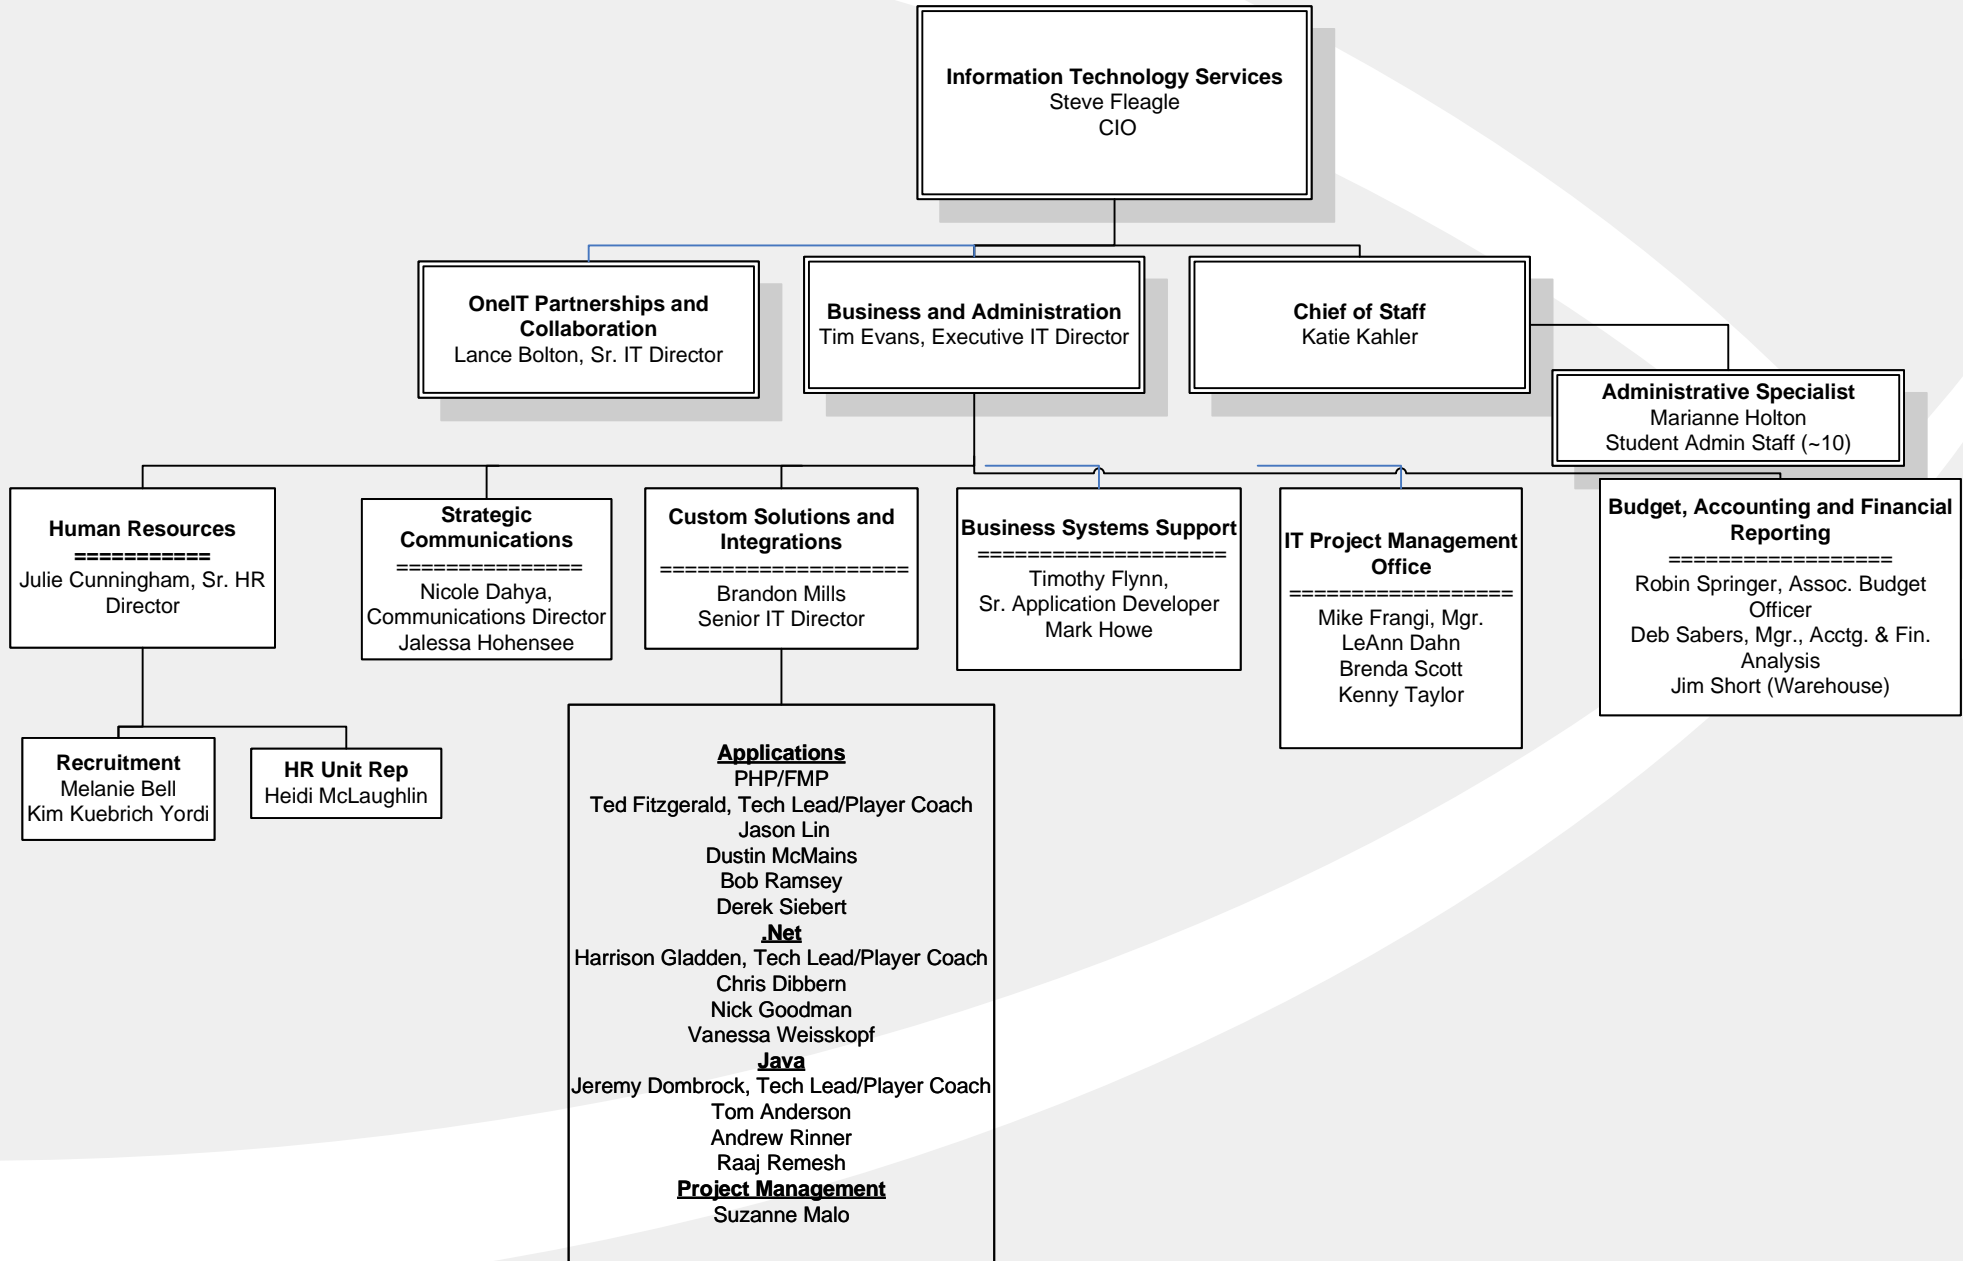 Information Technology Services
Steve Fleagle
CIO
OneIT Partnerships and
Collaboration
Lance Bolton, Sr. IT Director
Business and Administration
Tim Evans, Executive IT Director
Chief of Staff
Katie Kahler
Administrative Specialist
Marianne Holton
Student Admin Staff (~10)
Human Resources
===========
Julie Cunningham, Sr. HR
Director
Strategic
Communications
===============
Nicole Dahya,
Communications Director
Jalessa Hohensee
Custom Solutions and
Integrations
====================
Brandon Mills
Senior IT Director
Business Systems Support
====================
Timothy Flynn,
Sr. Application Developer
Mark Howe
IT Project Management
Office
==================
Mike Frangi, Mgr.
LeAnn Dahn
Brenda Scott
Kenny Taylor
Budget, Accounting and Financial
Reporting
==================
Robin Springer, Assoc. Budget
Officer
Deb Sabers, Mgr., Acctg. & Fin.
Analysis
Jim Short (Warehouse)
Recruitment
Melanie Bell
Kim Kuebrich Yordi
HR Unit Rep
Heidi McLaughlin
Applications
PHP/FMP
Ted Fitzgerald, Tech Lead/Player Coach
Jason Lin
Dustin McMains
Bob Ramsey
Derek Siebert
.Net
Harrison Gladden, Tech Lead/Player Coach
Chris Dibbern
Nick Goodman
Vanessa Weisskopf
Java
Jeremy Dombrock, Tech Lead/Player Coach
Tom Anderson
Andrew Rinner
Raaj Remesh
Project Management
Suzanne Malo